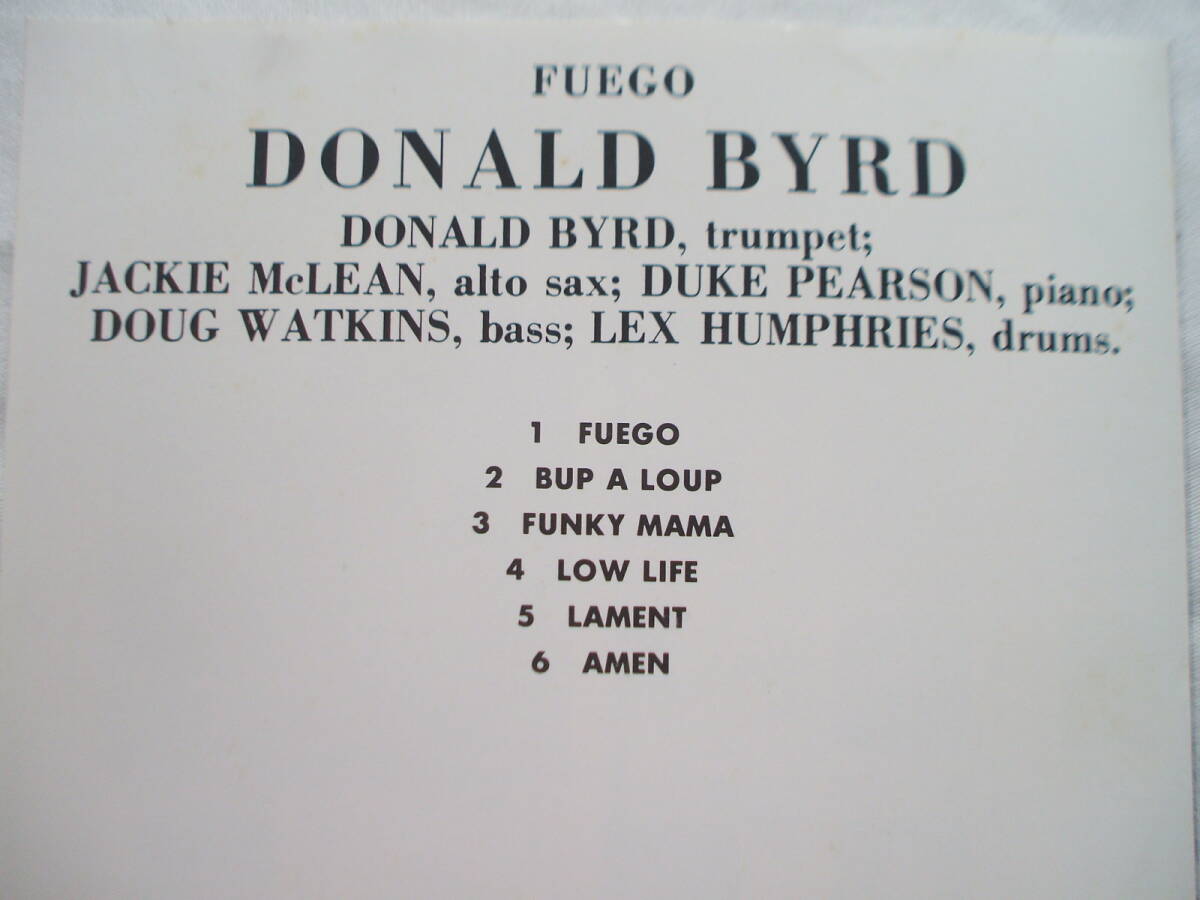 FUEGO
DONALD BYRD
DONALD BYRD, trumpet;
JACKIE McLEAN, alto sax; DUKE PEARSON, piano;
DOUG WATKINS, bass; LEX HUMPHRIES, drums.
1 FUEGO
2 BUP A LOUP
3 FUNKY MAMA
4 LOW LIFE
5 LAMENT
6 AMEN